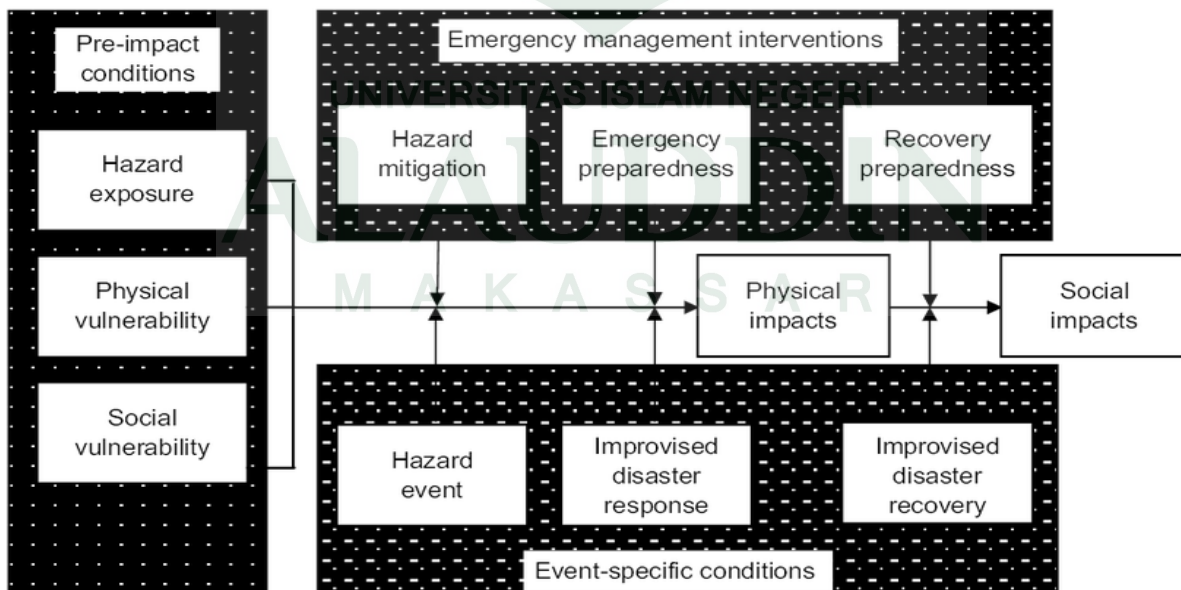 Pre-impact
conditions
Hazard
exposure
Physical
vulnerability
Social
vulnerability
Emergency management interventions
UNIVERSITAS ISLAM NEGERI
Hazard
mitigation
Emergency
preparedness
Recovery
preparedness
ALAUDDIN
MAKASSAR
Physical
impacts
Social
impacts
Hazard
event
Improvised
disaster
response
Improvised
disaster
recovery
Event-specific conditions